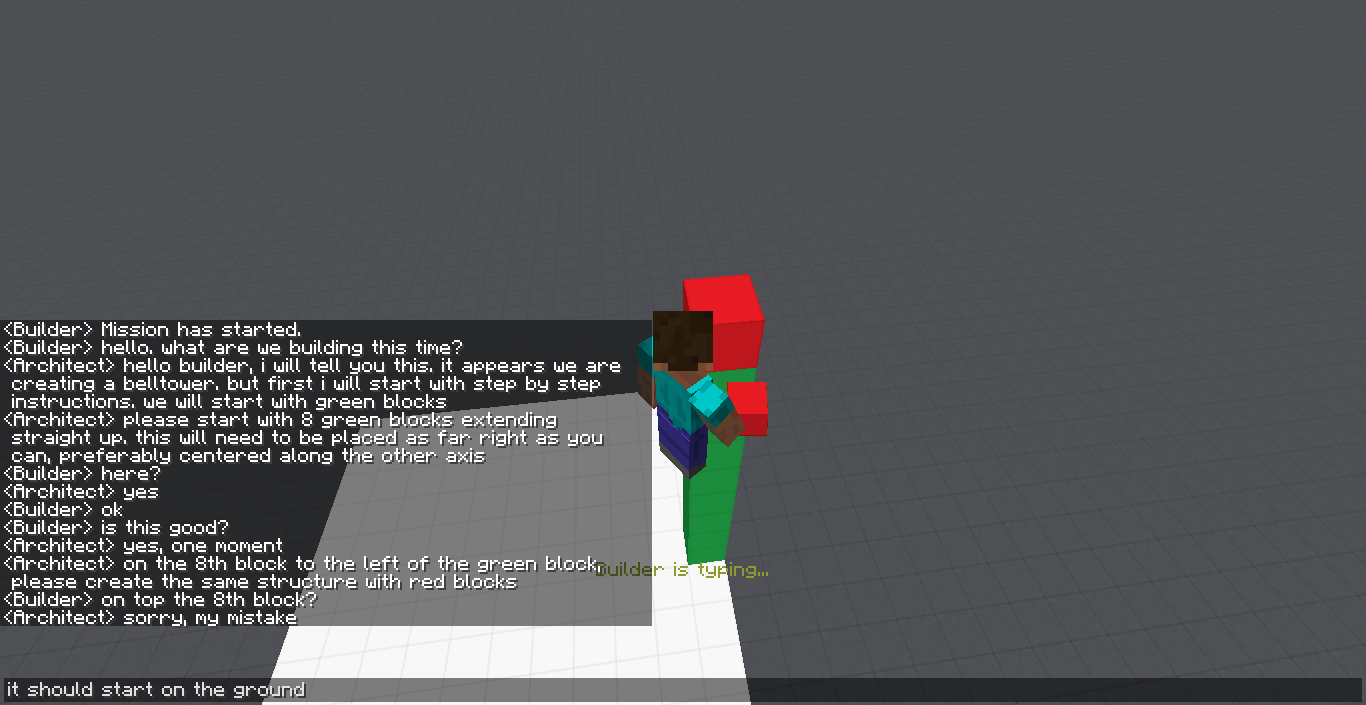 <Builder> Mission has started.
<Builder> hello. what are we building this time?
<Architect> hello builder, i will tell you this. it appears we are
creating a belltower. but first i will start with step by step
instructions. we will start with green blocks
<Architect> please start with 8 green blocks extending
straight up. this will need to be placed as far right as you
can, preferably centered along the other axis
<Builder> here?
<Architect> yes
<Builder> ok
<Builder> is this good?
<Architect> yes, one moment
<Architect> on the 8th block to the left of the green block,
please create the same structure with red blocks
Builder is typing...
<Builder> on top the 8th block?
<Architect> sorry, my mistake
it should start on the ground